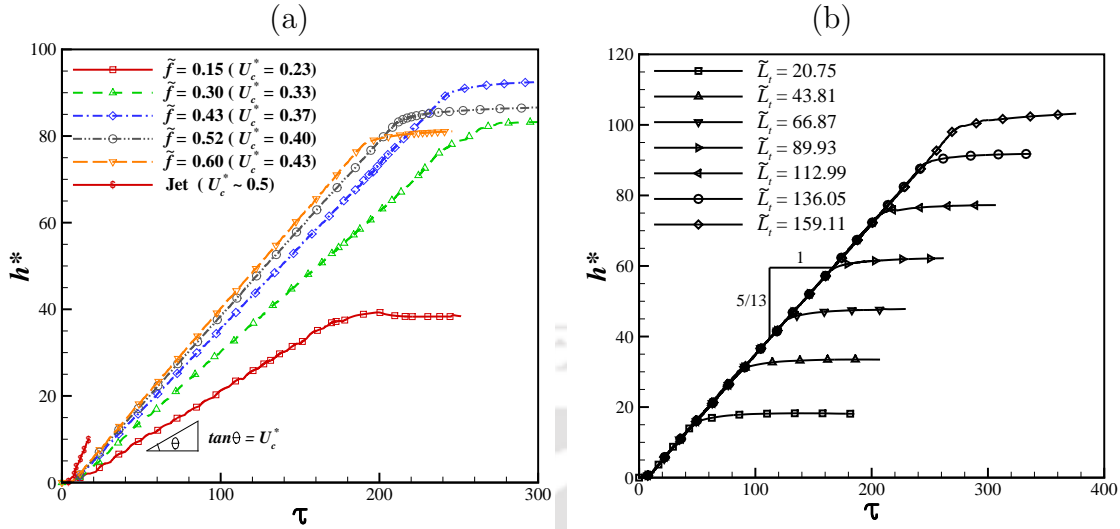 (a)
100
80
60
40
20
0
h*
f̃ = 0.15 ( U*c = 0.23)
f̃ = 0.30 ( U*c = 0.33)
f̃ = 0.43 ( U*c = 0.37)
f̃ = 0.52 ( U*c = 0.40)
f̃ = 0.60 ( U*c = 0.43)
Jet ( U*c ~ 0.5)
θ
tanθ = U*c
0 100 200 300
τ
(b)
120
100
80
60
40
20
0
h*
L̃t = 20.75
L̃t = 43.81
L̃t = 66.87
L̃t = 89.93
L̃t = 112.99
L̃t = 136.05
L̃t = 159.11
1
5/13
0 100 200 300 400
τ